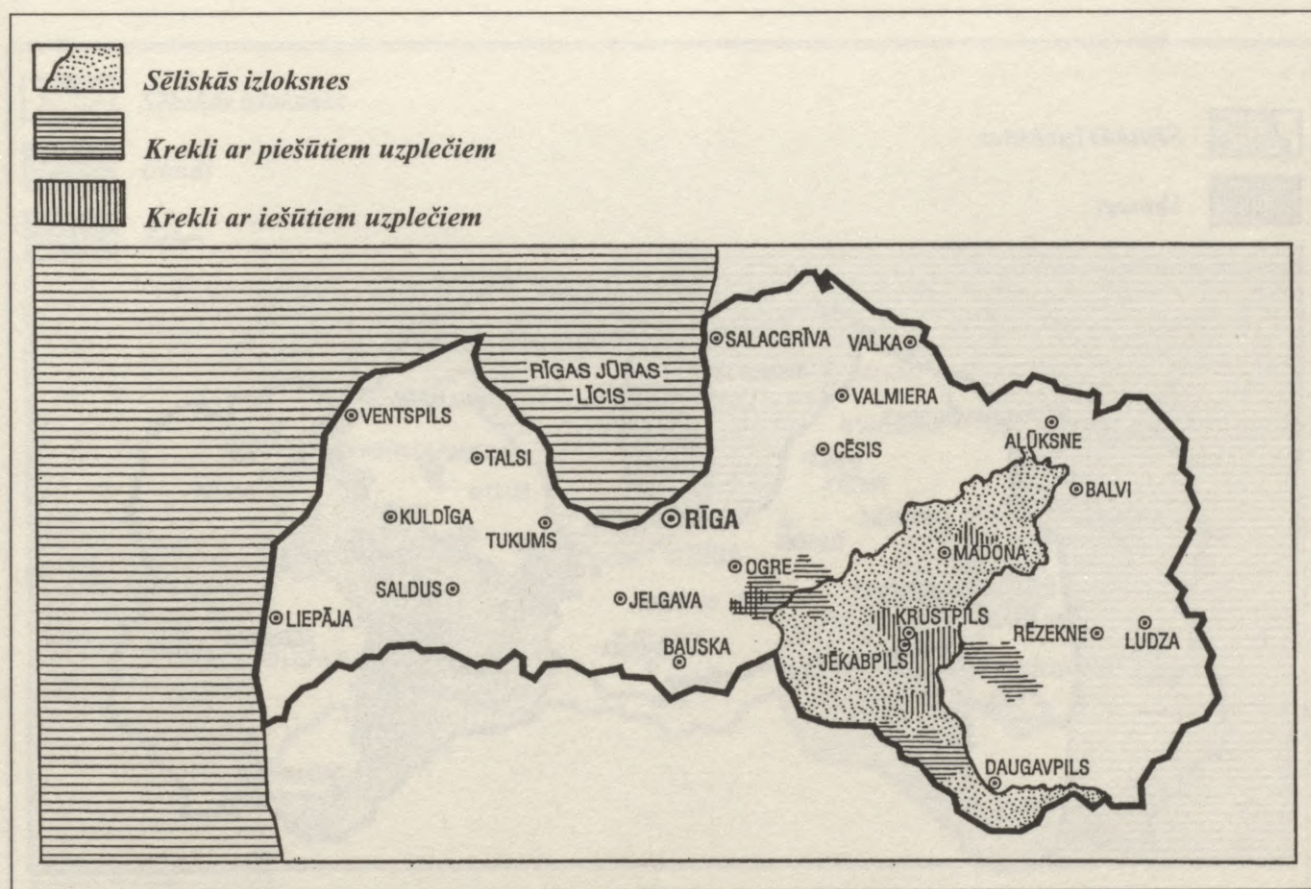 Sēliskās izloksnes
Krekli ar piešūtiem uzplečiem
Krekli ar iešūtiem uzplečiem
SALACGRĪVA
VALKA
RĪGAS JŪRAS
LĪCIS
VALMIERA
VENTSPILS
ALŪKSNE
CĒSIS
TALSI
BALVI
KULDĪGA
RĪGA
TUKUMS
MADONA
OGRE
SALDUS
JELGAVA
LIEPĀJA
KRUSTPILS
RĒZEKNE
LUDZA
BAUSKA
JĒKABPILS
DAUGAVPILS